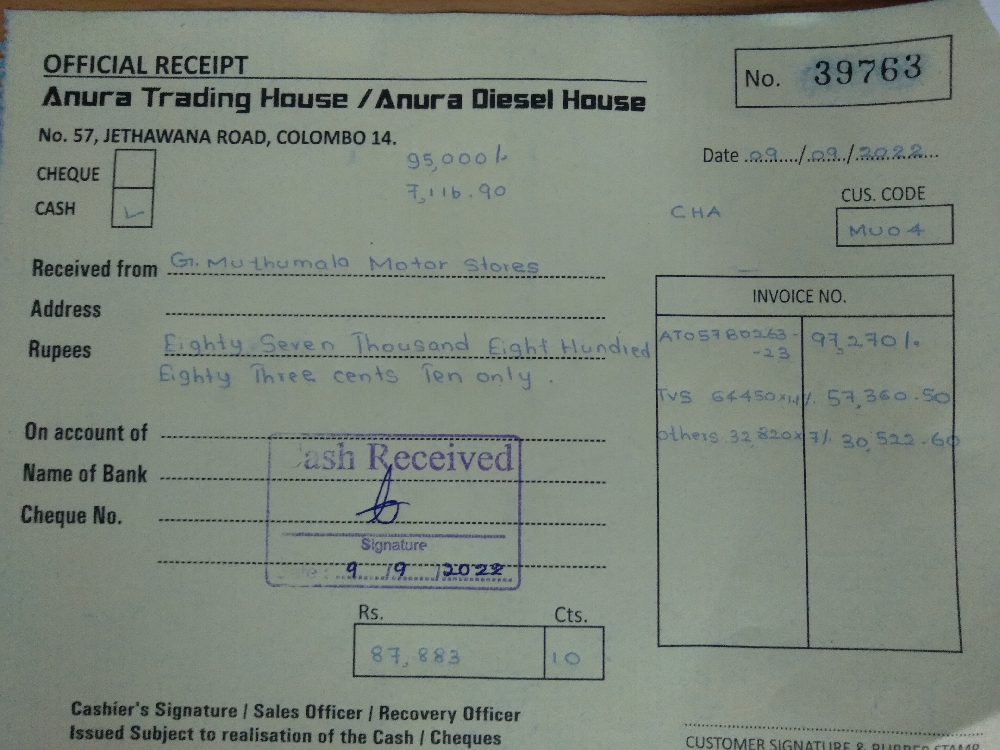 OFFICIAL RECEIPT
Anura Trading House / Anura Diesel House
No. 39763
No. 57, JETHAWANA ROAD, COLOMBO 14.
Date 09/09/2022
CHEQUE
95,000/-
CASH
7,116.90
CHA
CUS. CODE
MU04
Received from G. Muthumala Motor Stores
Address
Rupees Eighty Seven Thousand Eight Hundred
Eighty Three cents Ten only.
On account of
Name of Bank
Cheque No.
ash Received
Signature
9/9/2022
INVOICE NO.
97,270/-
-23
TVS 57,360.50
others 32,820x7% 30,522.60
Rs. Cts.
87,883 10
Cashier's Signature / Sales Officer / Recovery Officer
Issued Subject to realisation of the Cash / Cheques
CUSTOMER SIGNATURE & RUBBER STAMP